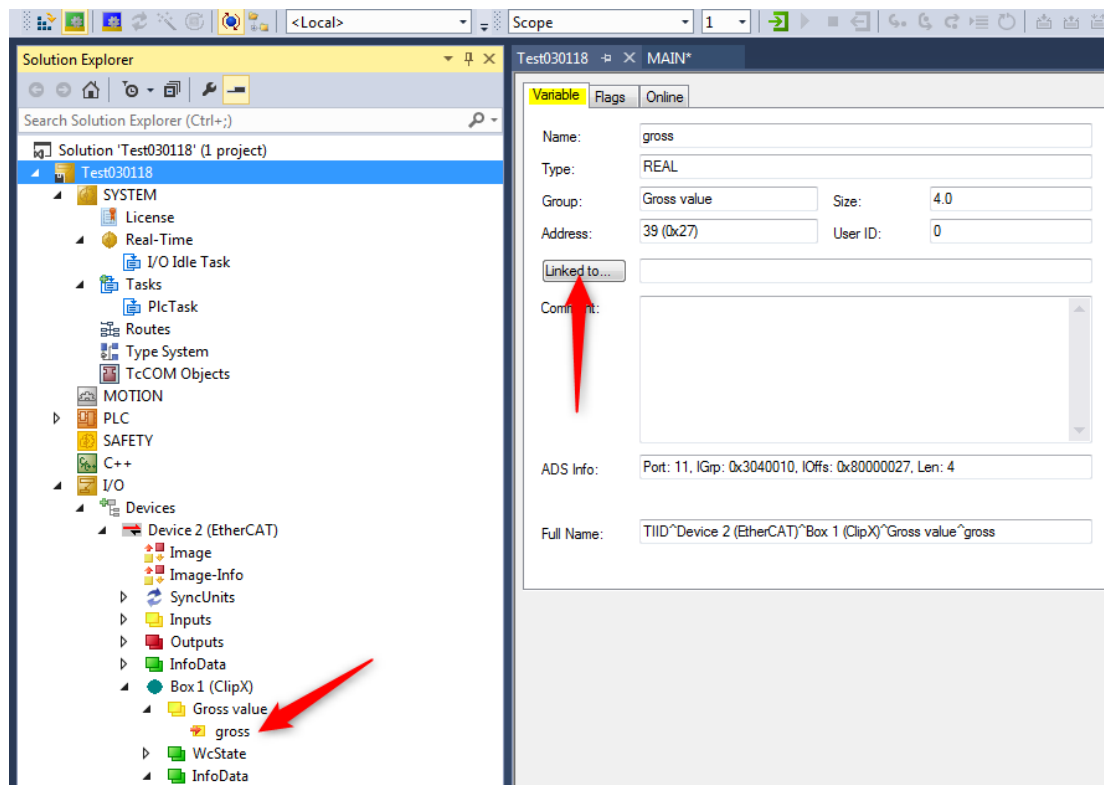 <Local>
Scope
1
Solution Explorer
Search Solution Explorer (Ctrl+;)
Solution 'Test030118' (1 project)
Test030118
SYSTEM
License
Real-Time
I/O Idle Task
Tasks
PlcTask
Routes
Type System
TcCOM Objects
MOTION
PLC
SAFETY
C++
I/O
Devices
Device 2 (EtherCAT)
Image
Image-Info
SyncUnits
Inputs
Outputs
InfoData
Box 1 (ClipX)
Gross value
gross
WcState
InfoData
Test030118
MAIN*
Variable
Flags
Online
Name:
gross
Type:
REAL
Group:
Gross value
Size:
4.0
Address:
39 (0x27)
User ID:
0
Linked to...
Comment:
ADS Info:
Port: 11, IGrp: 0x3040010, IOffs: 0x80000027, Len: 4
Full Name:
TIID^Device 2 (EtherCAT)^Box 1 (ClipX)^Gross value^gross